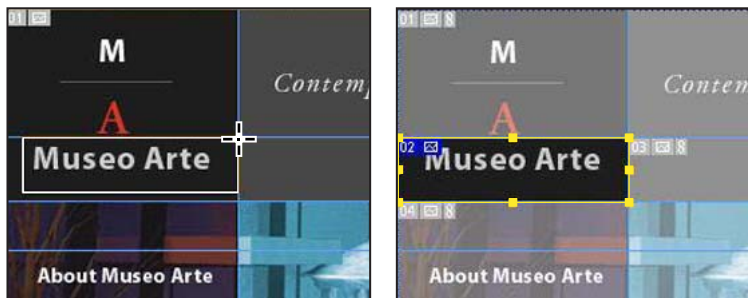 01
M
A
Contemp
Museo Arte
About Museo Arte
01 8
M
A
Contem
02
Museo Arte
03 8
04 8
About Museo Arte